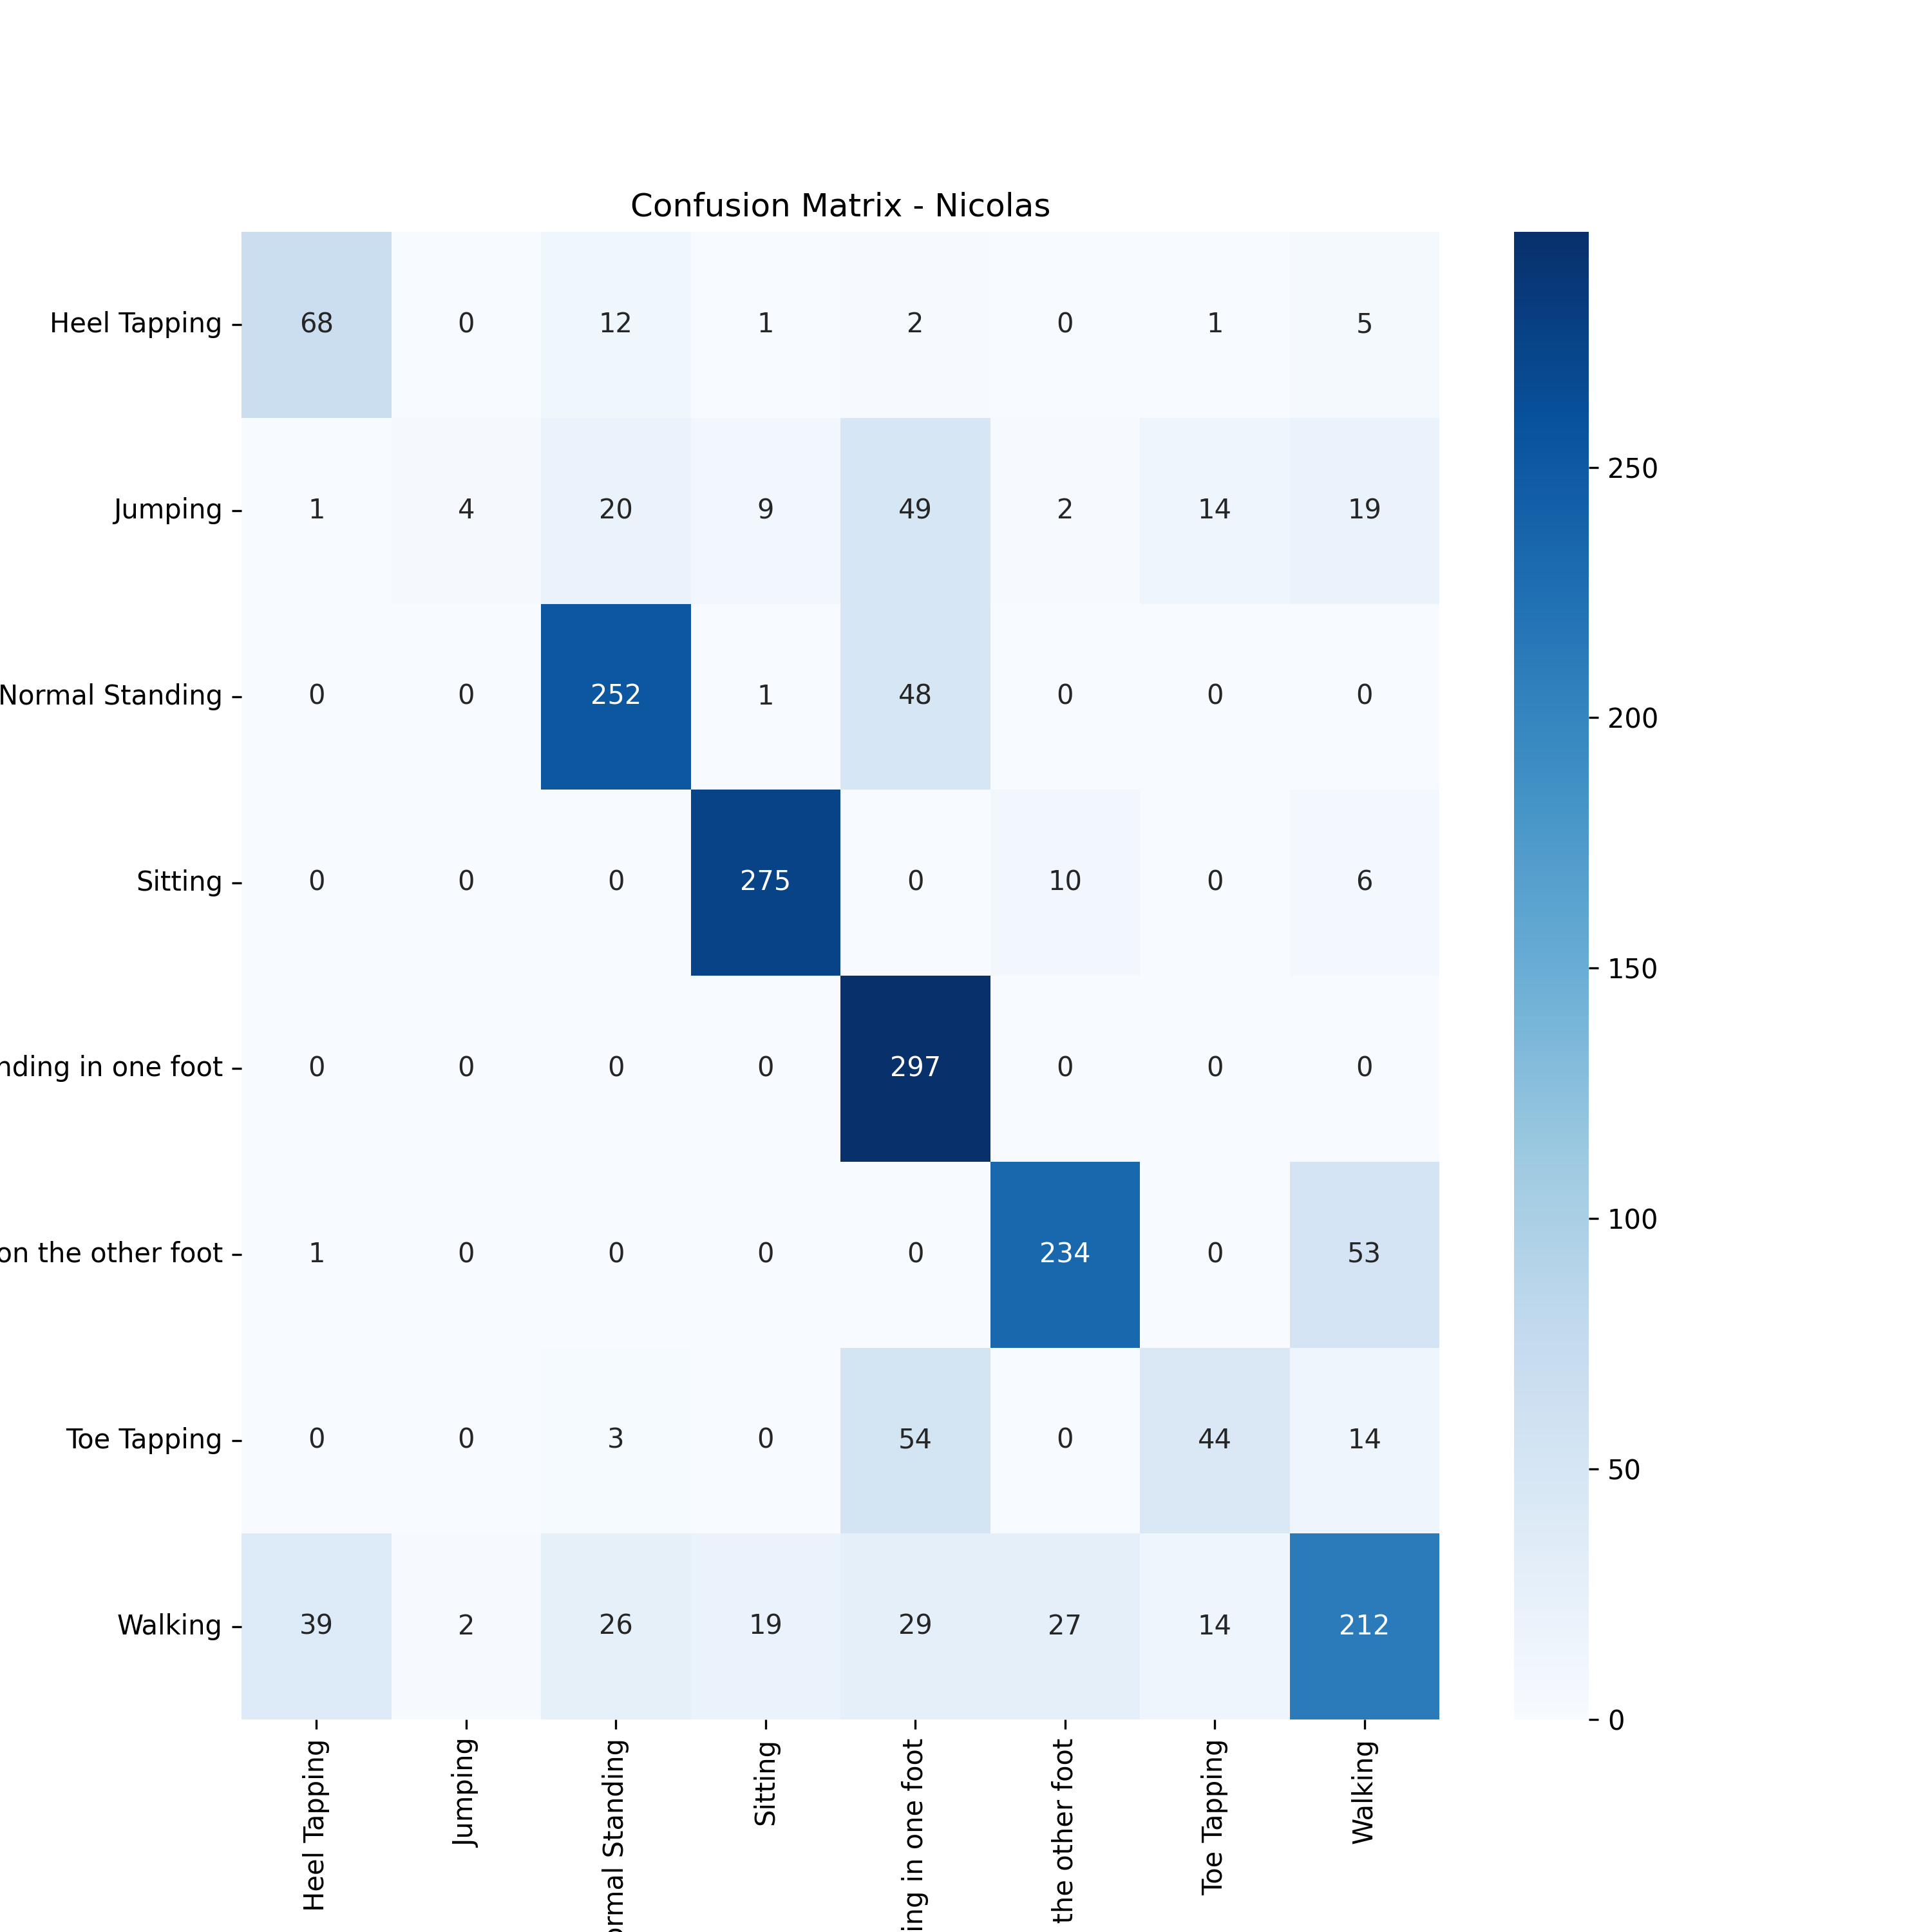 Confusion Matrix - Nicolas
Heel Tapping 68 0 12 1 2 0 1 5
Jumping 1 4 20 9 49 2 14 19
Normal Standing 0 0 252 1 48 0 0 0
Sitting 0 0 0 275 0 10 0 6
nding in one foot 0 0 0 0 297 0 0 0
on the other foot 1 0 0 0 0 234 0 53
Toe Tapping 0 0 3 0 54 0 44 14
Walking 39 2 26 19 29 27 14 212
250
200
150
100
50
0
Heel Tapping
Jumping
ormal Standing
Sitting
ing in one foot
the other foot
Toe Tapping
Walking